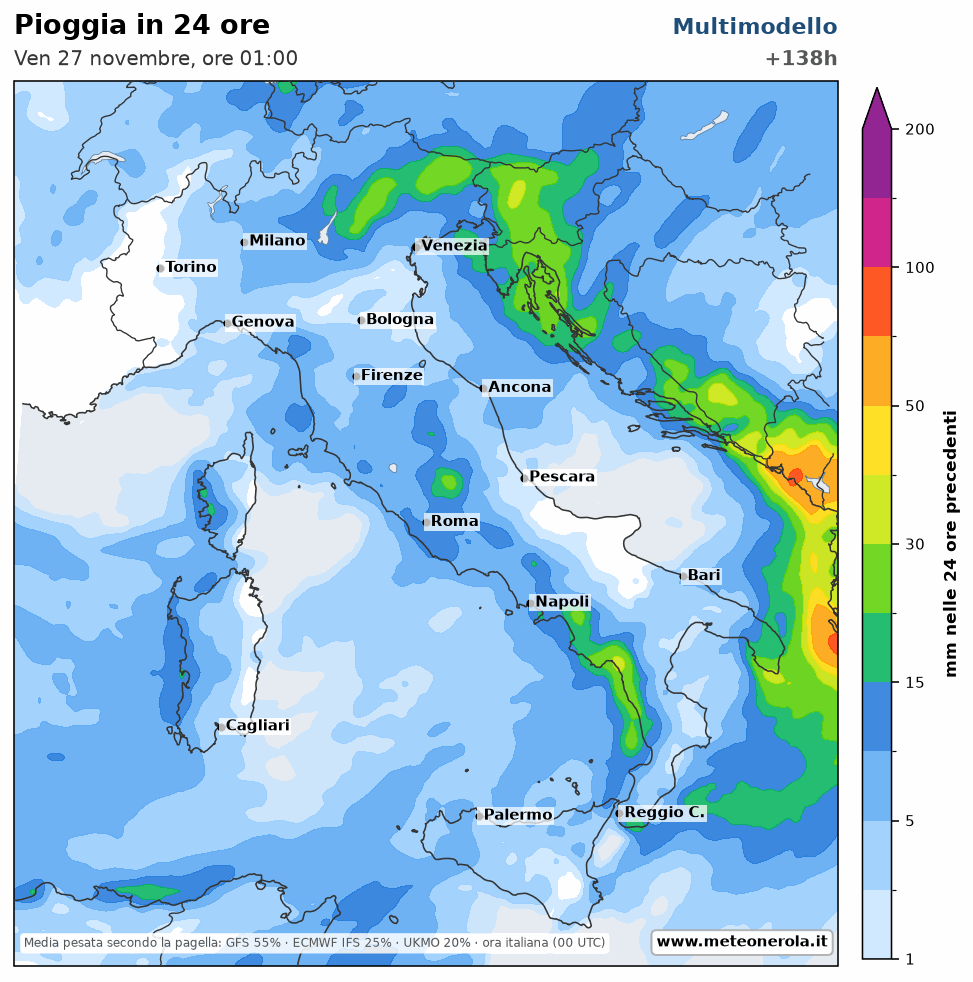 Pioggia in 24 ore
Multimodello
Ven 27 novembre, ore 01:00
+138h
Milano
Venezia
Torino
Genova
Bologna
Firenze
Ancona
Pescara
Roma
Bari
Napoli
Cagliari
Palermo
Reggio C.
200
100
50
30
15
5
1
mm nelle 24 ore precedenti
Media pesata secondo la pagella: GFS 55% · ECMWF IFS 25% · UKMO 20% · ora italiana (00 UTC)
www.meteonerola.it